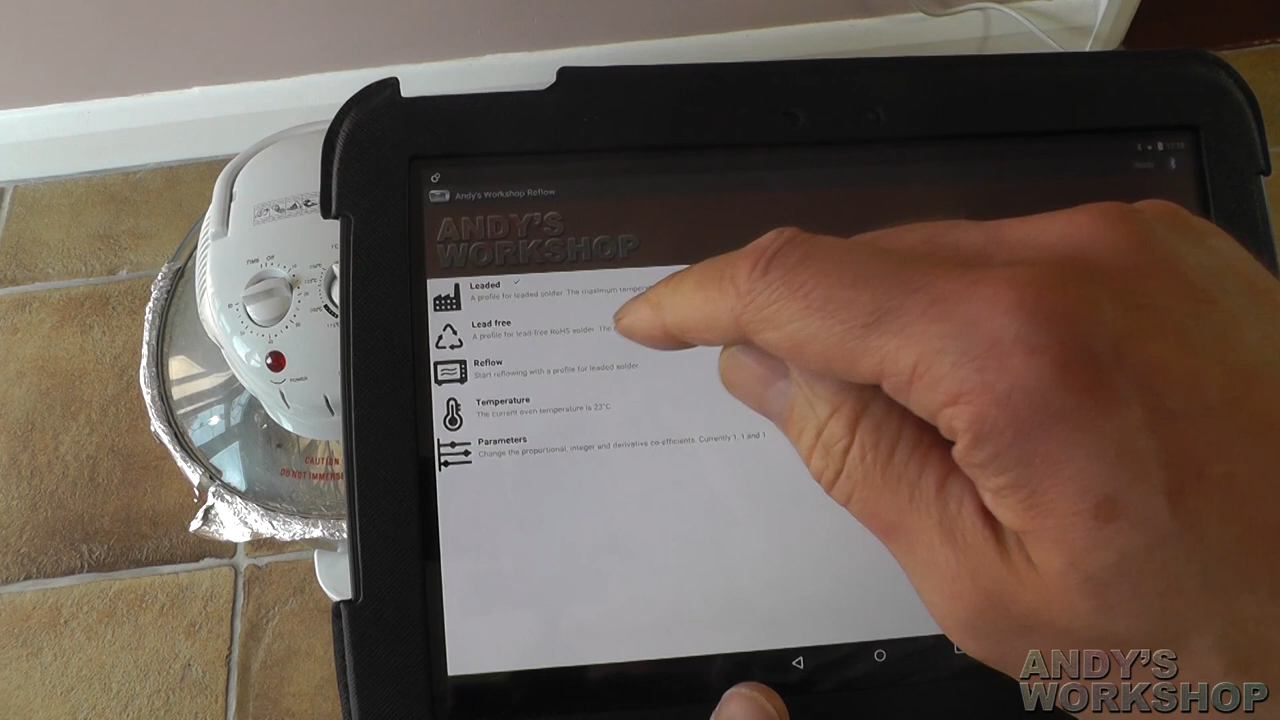 Andy's Workshop Reflow
ANDY'S
WORKSHOP
Leaded
A profile for leaded solder. The maximum
Lead free
A profile for lead-free RoHS solder. The
Reflow
Start reflowing with a profile for leaded solder.
Temperature
The current oven temperature is 23°C.
Parameters
Change the proportional, integer and derivative co-efficients. Currently 1, 1 and 1
TIME
Off
POWER
CAUTION
DO NOT IMMERSE
ANDY'S
WORKSHOP